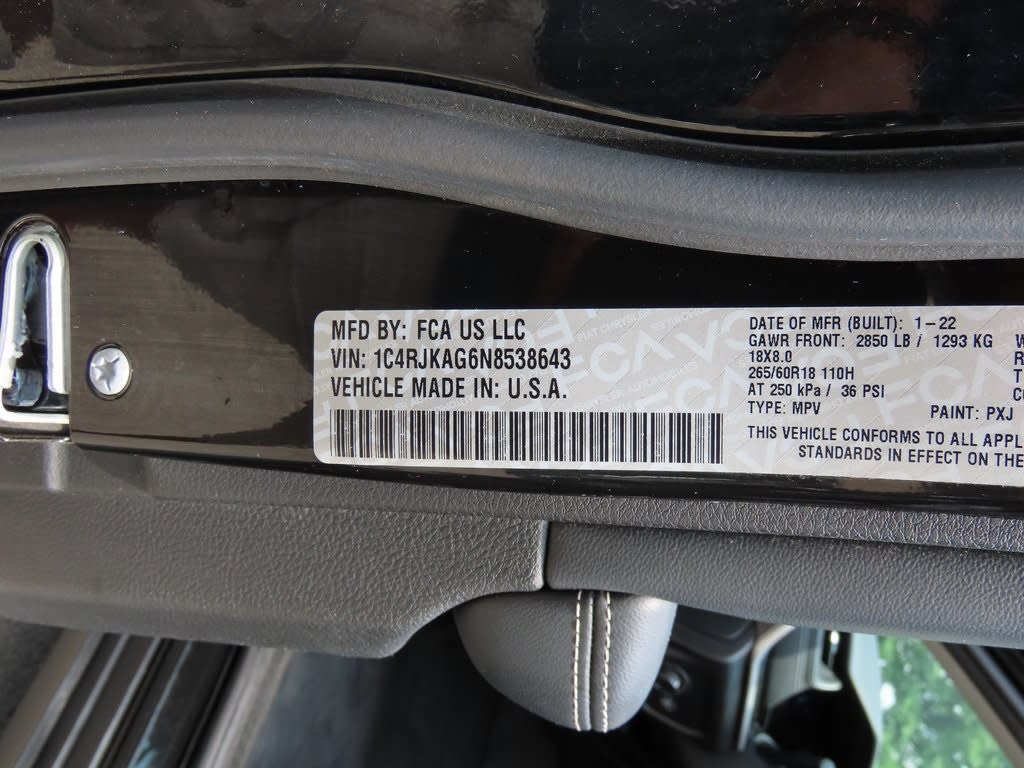 MFD BY: FCA US LLC
VIN: 1C4RJKAG6N8538643
VEHICLE MADE IN: U.S.A.
DATE OF MFR (BUILT): 1-22
GAWR FRONT: 2850 LB / 1293 KG
18X8.0
265/60R18 110H
AT 250 kPa / 36 PSI
TYPE: MPV PAINT: PXJ
THIS VEHICLE CONFORMS TO ALL APPL
STANDARDS IN EFFECT ON THE